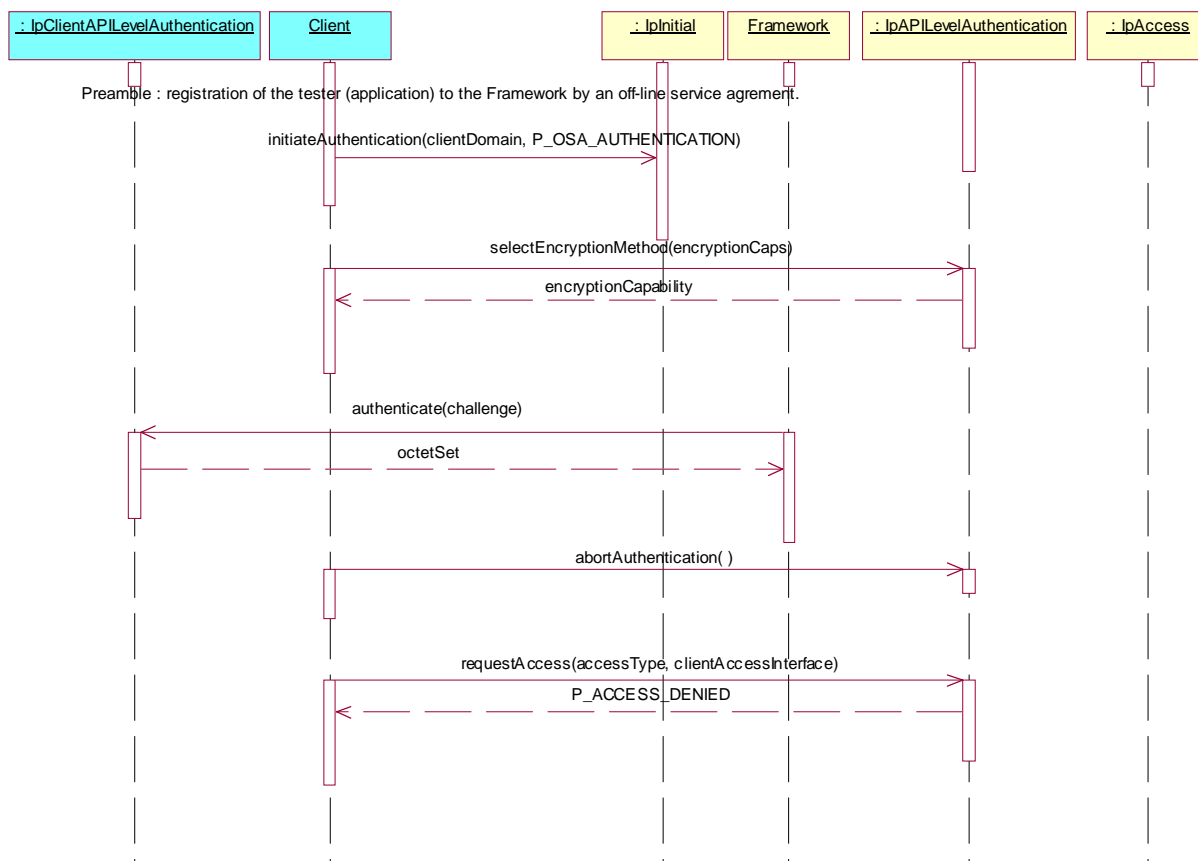 : IpClientAPILevelAuthentication
Client
: IpInitial
Framework
: IpAPILevelAuthentication
: IpAccess
Preamble : registration of the tester (application) to the Framework by an off-line service agrement.
initiateAuthentication(clientDomain, P_OSA_AUTHENTICATION)
selectEncryptionMethod(encryptionCaps)
encryptionCapability
authenticate(challenge)
octetSet
abortAuthentication( )
requestAccess(accessType, clientAccessInterface)
P_ACCESS_DENIED